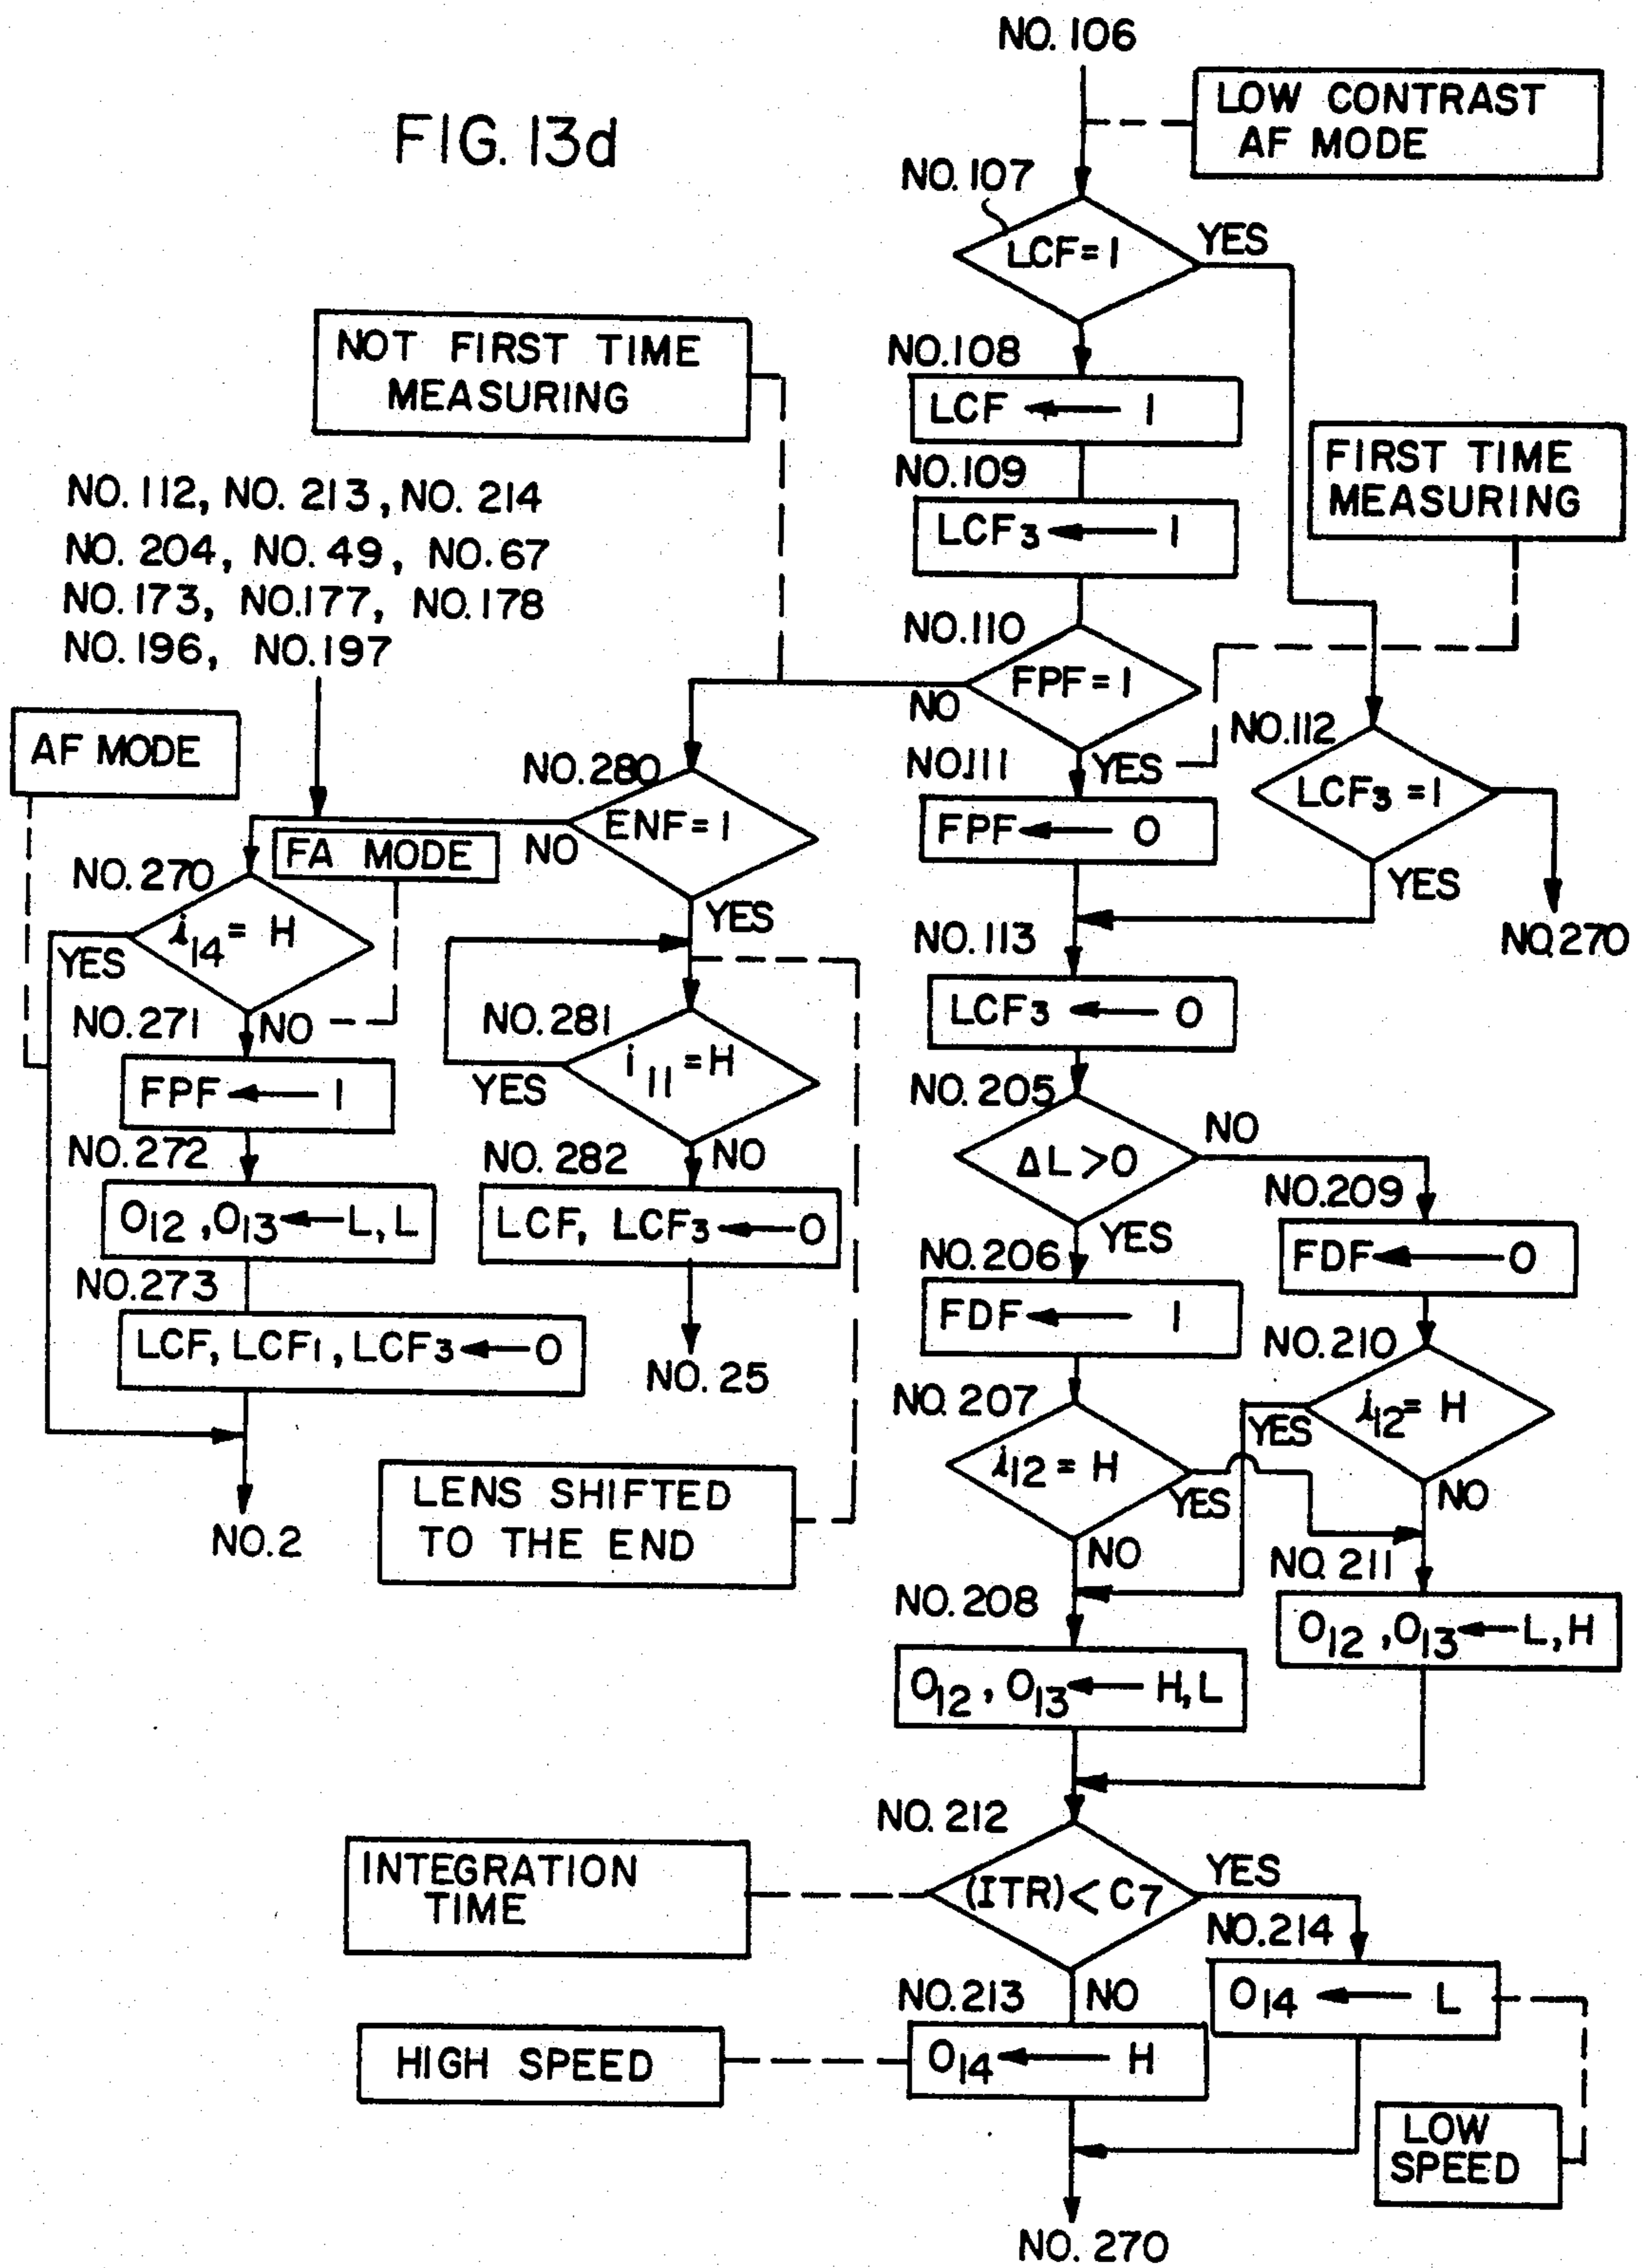 NO. 106
FIG. 13d
LOW CONTRAST
AF MODE
NO. 107
LCF = 1
YES
NOT FIRST TIME
MEASURING
NO. 108
LCF ← 1
NO. 109
LCF3 ← 1
FIRST TIME
MEASURING
NO. 112, NO. 213, NO. 214
NO. 204, NO. 49, NO. 67
NO. 173, NO. 177, NO. 178
NO. 196, NO. 197
NO. 110
FPF = 1
NO
YES
AF MODE
NO. 280
ENF = 1
NO
YES
NO. 111
FPF ← 0
NO. 112
LCF3 = 1
YES
NO. 270
FA MODE
NO. 270
i14 = H
YES
NO
NO. 113
LCF3 ← 0
NO. 271
FPF ← 1
NO. 281
i11 = H
YES
NO
NO. 205
ΔL > 0
NO
YES
NO. 272
O12, O13 ← L, L
NO. 282
LCF, LCF3 ← 0
NO. 25
NO. 209
FDF ← 0
NO. 206
FDF ← 1
NO. 273
LCF, LCF1, LCF3 ← 0
NO. 2
NO. 210
i12 = H
YES
NO
NO. 207
i12 = H
YES
NO
LENS SHIFTED
TO THE END
NO. 211
O12, O13 ← L, H
NO. 208
O12, O13 ← H, L
NO. 212
(ITR) < C7
YES
NO
INTEGRATION
TIME
NO. 214
O14 ← L
NO. 213
O14 ← H
HIGH SPEED
LOW
SPEED
NO. 270